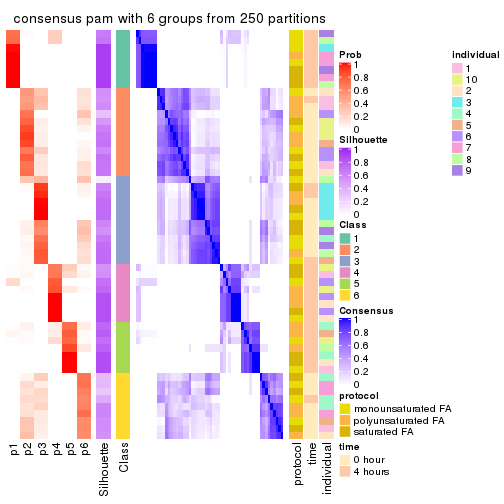 consensus pam with 6 groups from 250 partitions
Prob
1
0.8
0.6
0.4
0.2
0
Silhouette
1
0.8
0.6
0.4
0.2
0
Class
1
2
3
4
5
6
Consensus
1
0.8
0.6
0.4
0.2
0
protocol
monounsaturated FA
polyunsaturated FA
saturated FA
time
0 hour
4 hours
individual
1
10
2
3
4
5
6
7
8
9
p1
p2
p3
p4
p5
p6
Silhouette
Class
protocol
time
individual